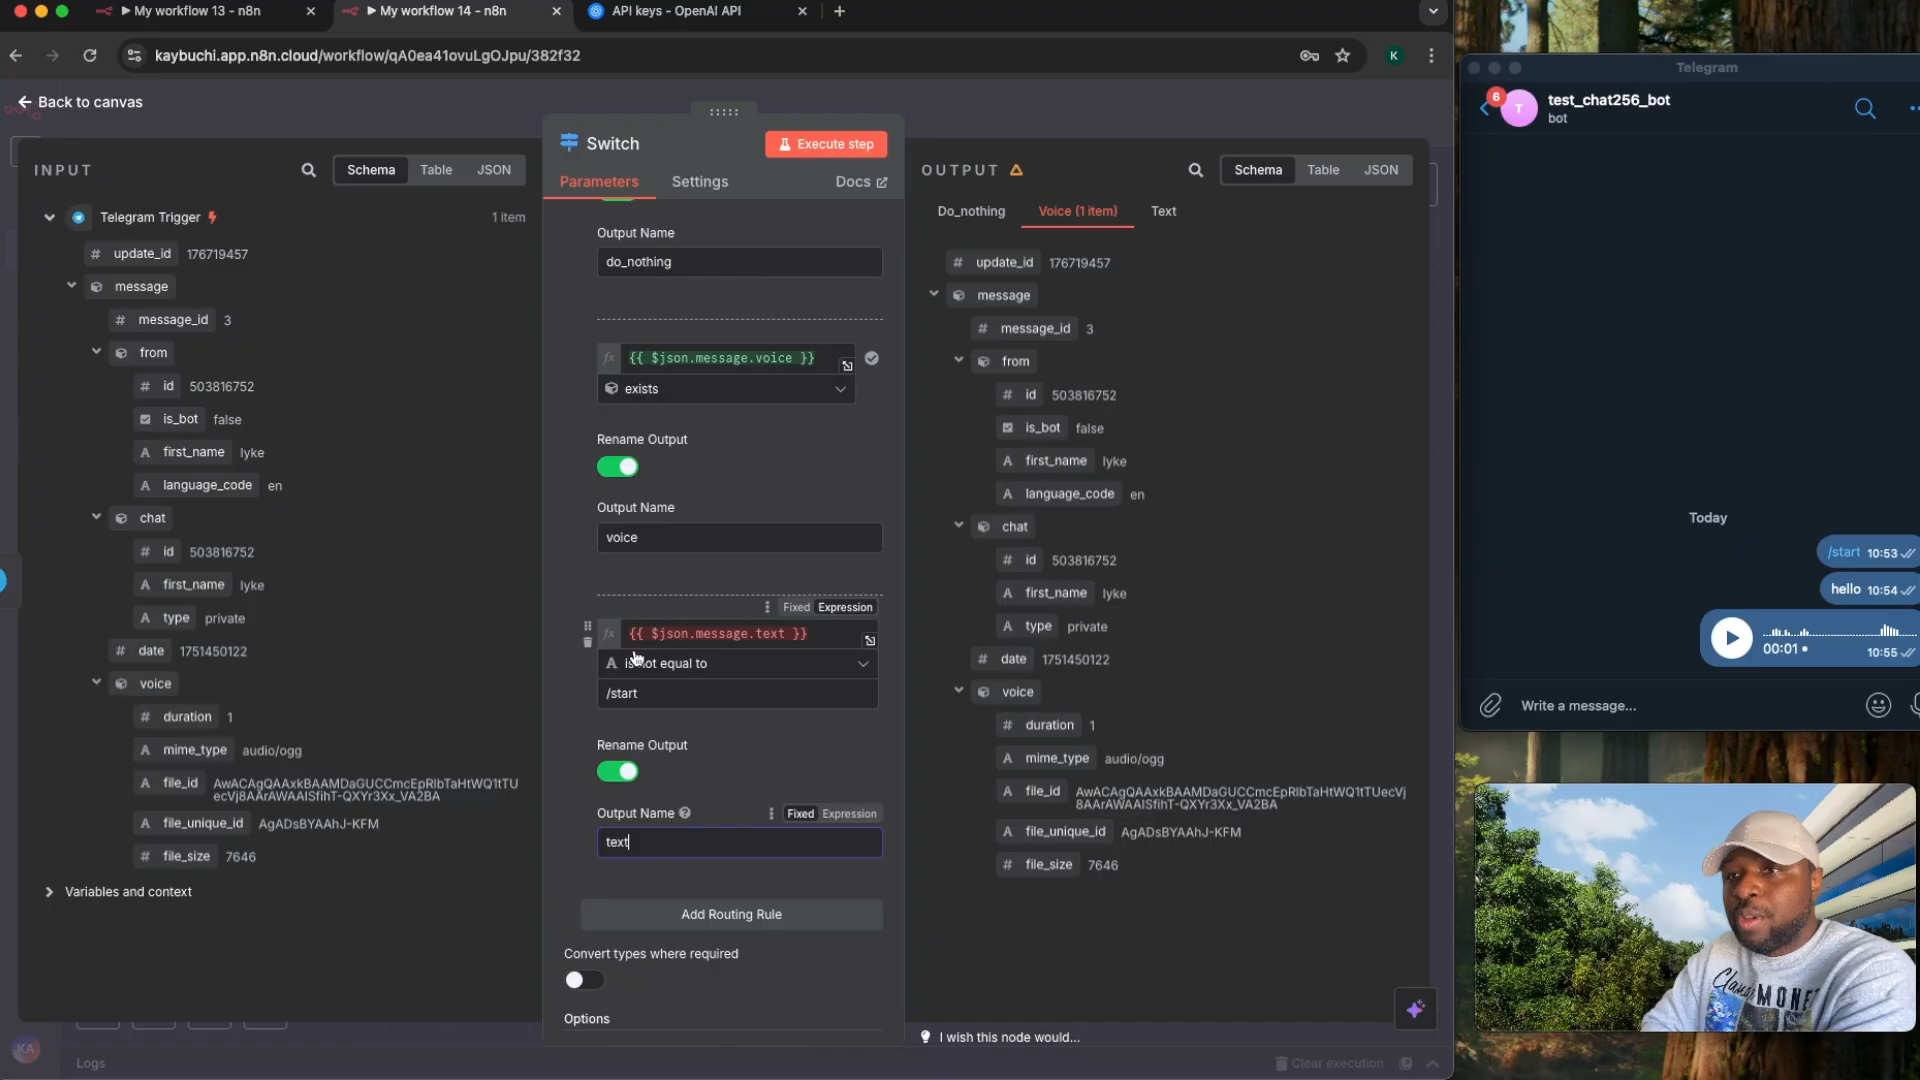 My workflow 13 - n8n
My workflow 14 - n8n
API keys - OpenAI API
kaybuchi.app.n8n.cloud/workflow/qA0ea41ovuLgOJpu/382f32
K
Back to canvas
INPUT
Schema
Table
JSON
Telegram Trigger
1 item
# update_id 176719457
message
# message_id 3
from
# id 503816752
is_bot false
A first_name Iyke
A language_code en
chat
# id 503816752
A first_name Iyke
A type private
# date 1751450122
voice
# duration 1
A mime_type audio/ogg
A file_id AwACAgQAAxkBAAMDaGUCCmcEpRlbTaHtWQ1tTU
ecVj8AArAWAAISfihT-QXYr3Xx_VA2BA
A file_unique_id AgADsBYAAhJ-KFM
# file_size 7646
Variables and context
Switch
Execute step
Parameters
Settings
Docs
Output Name
do_nothing
fx {{ $json.message.voice }}
exists
Rename Output
Output Name
voice
Fixed Expression
fx {{ $json.message.text }}
A is not equal to
/start
Rename Output
Output Name
Fixed Expression
text
Add Routing Rule
Convert types where required
Options
OUTPUT
Schema
Table
JSON
Do_nothing
Voice (1 item)
Text
# update_id 176719457
message
# message_id 3
from
# id 503816752
is_bot false
A first_name Iyke
A language_code en
chat
# id 503816752
A first_name Iyke
A type private
# date 1751450122
voice
# duration 1
A mime_type audio/ogg
A file_id AwACAgQAAxkBAAMDaGUCCmcEpRlbTaHtWQ1tTUecVj
8AArAWAAISfihT-QXYr3Xx_VA2BA
A file_unique_id AgADsBYAAhJ-KFM
# file_size 7646
I wish this node would...
KA
Logs
Clear execution
Telegram
6
T
test_chat256_bot
bot
Today
/start 10:53
hello 10:54
00:01
10:55
Write a message...
MONE